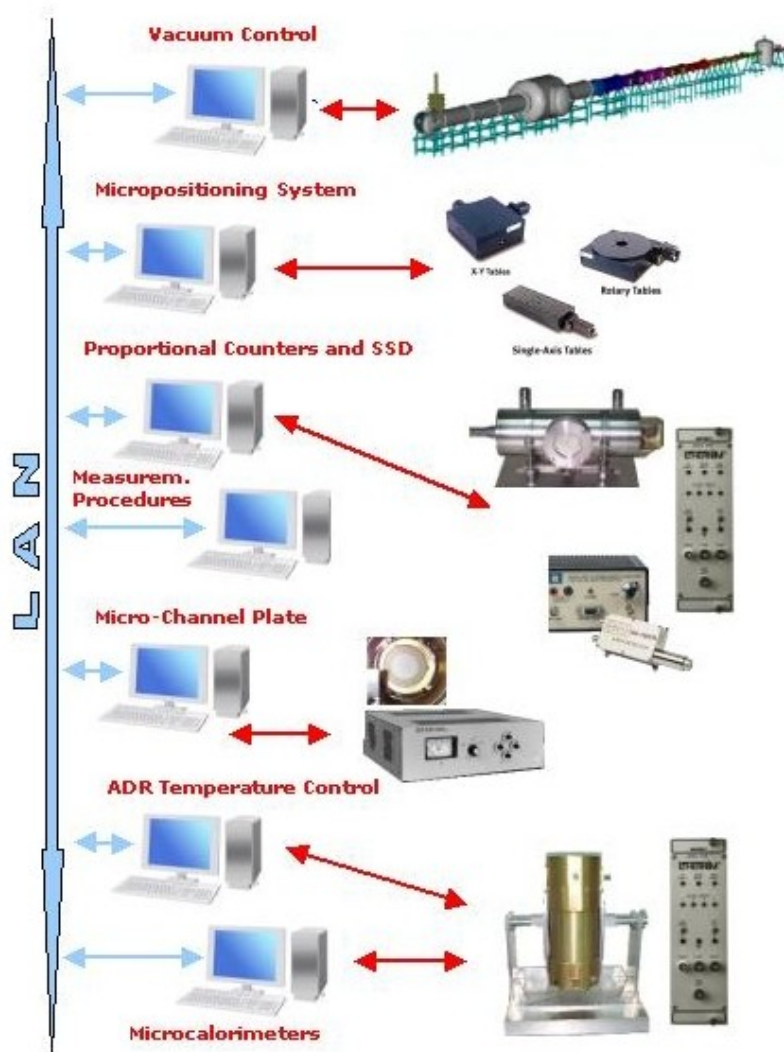 Vacuum Control
Micropositioning System
X-Y Tables
Rotary Tables
Single-Axis Tables
Proportional Counters and SSD
Measurem.
Procedures
LAN
Micro-Channel Plate
ADR Temperature Control
Microcalorimeters